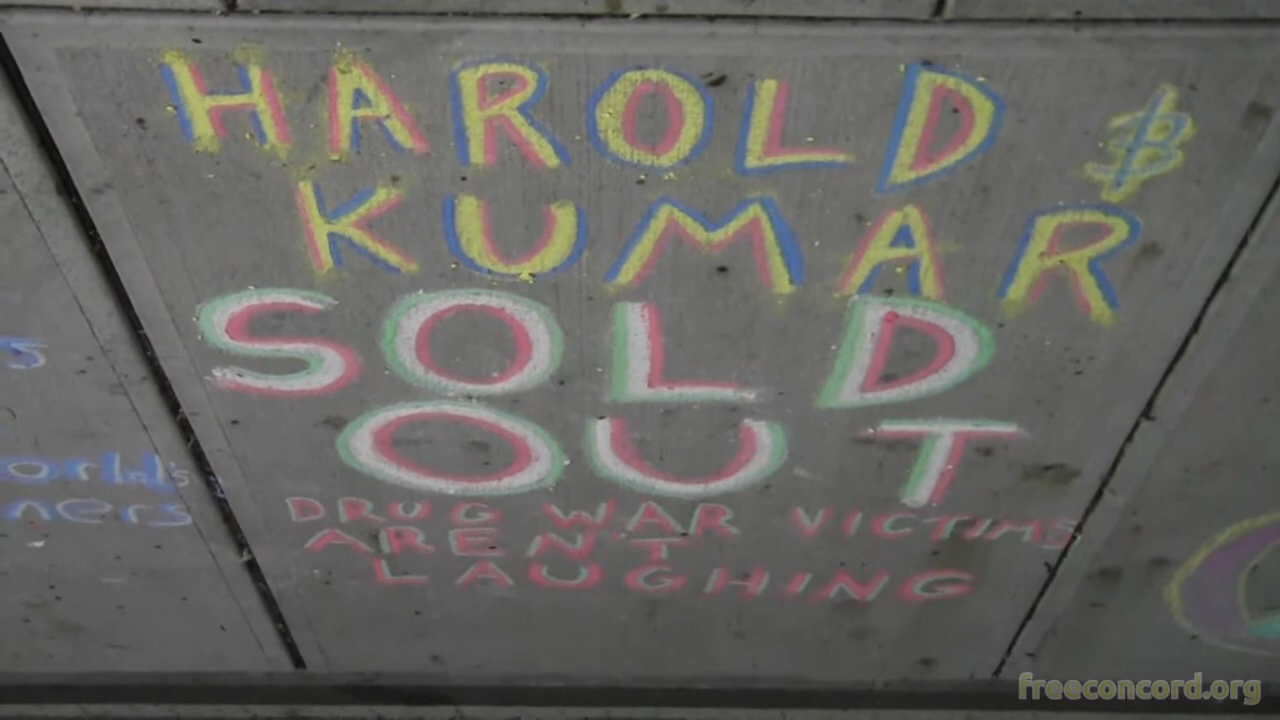 HAROLD &
KUMAR
SOLD
OUT
DRUG WAR VICTIMS
AREN'T
LAUGHING
freeconcord.org